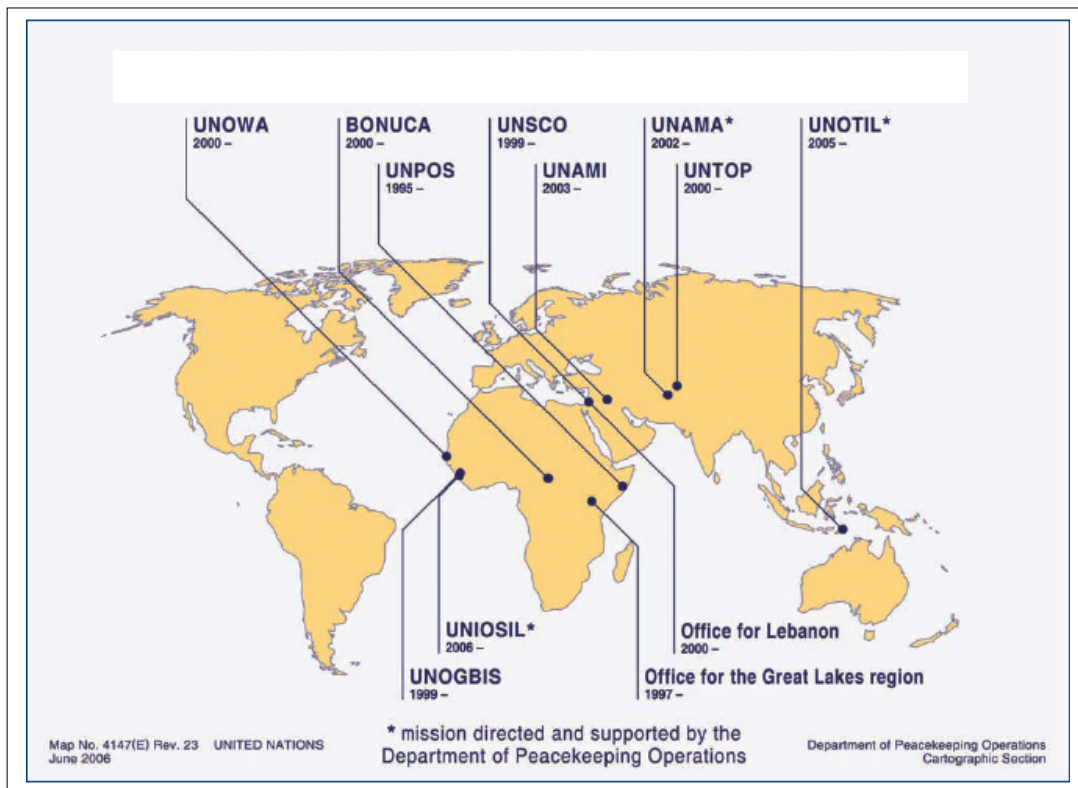 UNOWA
2000 –
BONUCA
2000 –
UNSCO
1999 –
UNAMA*
2002 –
UNOTIL*
2005 –
UNPOS
1995 –
UNAMI
2003 –
UNTOP
2000 –
UNIOSIL*
2006 –
Office for Lebanon
2000 –
UNOGBIS
1999 –
Office for the Great Lakes region
1997 –
* mission directed and supported by the
Department of Peacekeeping Operations
Map No. 4147(E) Rev. 23 UNITED NATIONS
June 2006
Department of Peacekeeping Operations
Cartographic Section